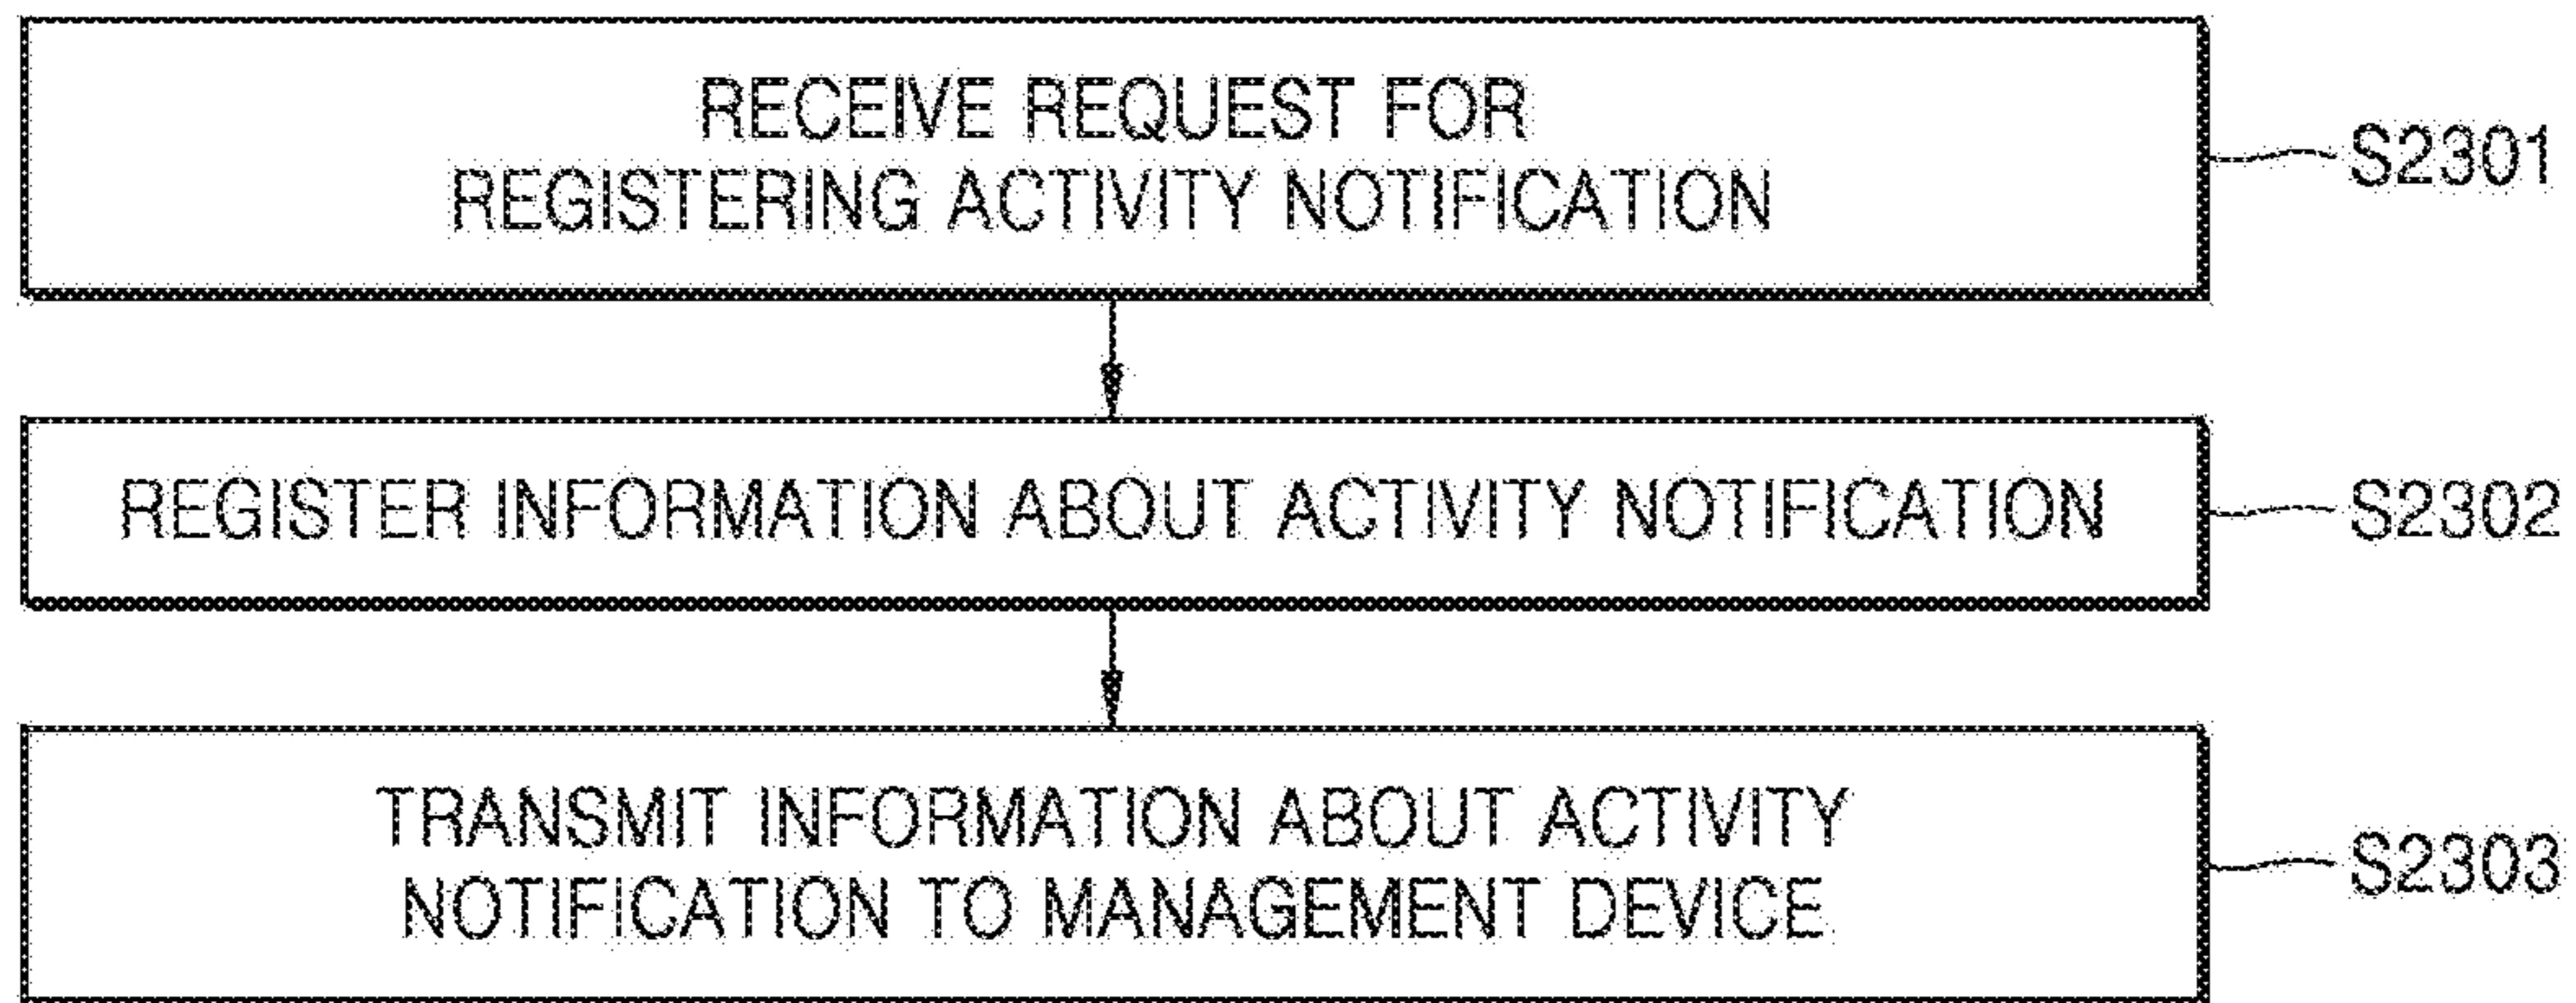 RECEIVE REQUEST FOR
REGISTERING ACTIVITY NOTIFICATION
S2301
REGISTER INFORMATION ABOUT ACTIVITY NOTIFICATION
S2302
TRANSMIT INFORMATION ABOUT ACTIVITY
NOTIFICATION TO MANAGEMENT DEVICE
S2303